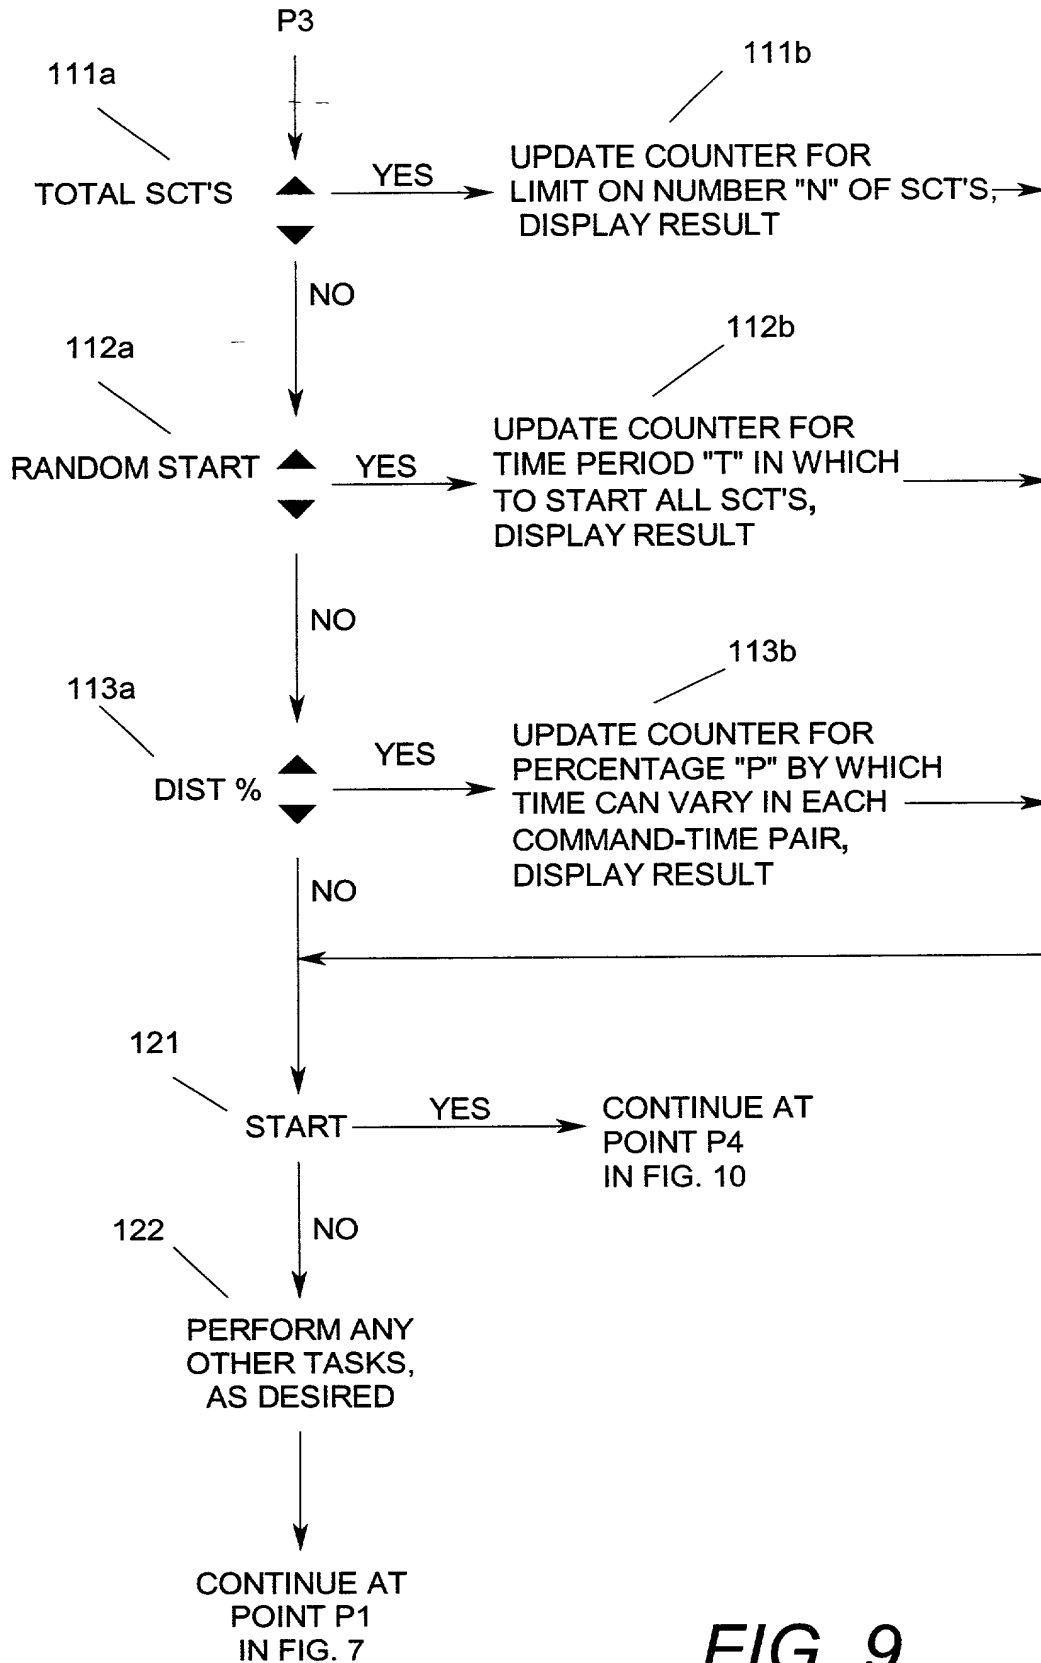 P3
111a
111b
TOTAL SCT'S
YES
UPDATE COUNTER FOR
LIMIT ON NUMBER "N" OF SCT'S,
DISPLAY RESULT
NO
112a
112b
RANDOM START
YES
UPDATE COUNTER FOR
TIME PERIOD "T" IN WHICH
TO START ALL SCT'S,
DISPLAY RESULT
NO
113a
113b
DIST %
YES
UPDATE COUNTER FOR
PERCENTAGE "P" BY WHICH
TIME CAN VARY IN EACH
COMMAND-TIME PAIR,
DISPLAY RESULT
NO
121
START
YES
CONTINUE AT
POINT P4
IN FIG. 10
NO
122
PERFORM ANY
OTHER TASKS,
AS DESIRED
CONTINUE AT
POINT P1
IN FIG. 7
FIG. 9